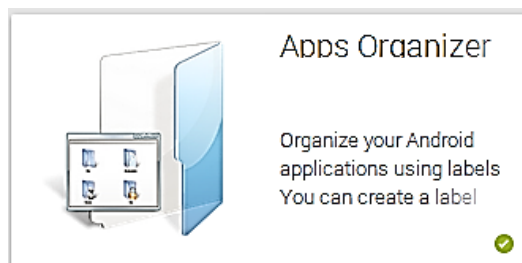 Apps Organizer
Organize your Android
applications using labels
You can create a label